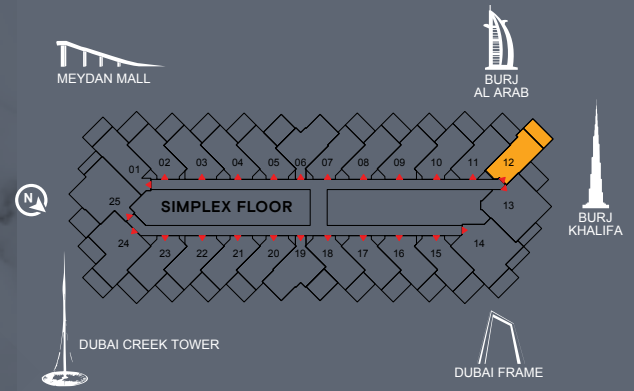 MEYDAN MALL
BURJ
AL ARAB
01 02 03 04 05 06 07 08 09 10 11 12
N
25
SIMPLEX FLOOR
13
BURJ
KHALIFA
24 23 22 21 20 19 18 17 16 15 14
DUBAI CREEK TOWER
DUBAI FRAME